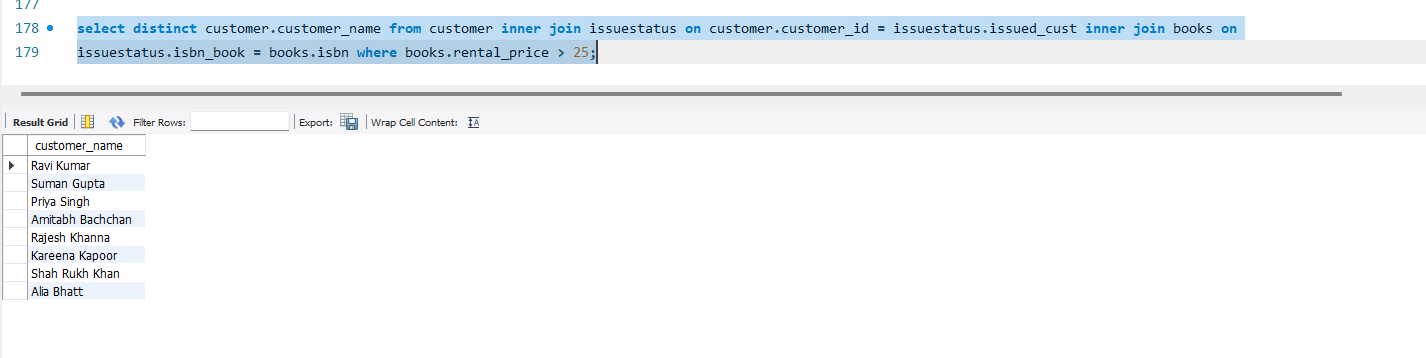 177
178 select distinct customer.customer_name from customer inner join issuestatus on customer.customer_id = issuestatus.issued_cust inner join books on
179 issuestatus.isbn_book = books.isbn where books.rental_price > 25;
Result Grid Filter Rows: Export: Wrap Cell Content:
customer_name
Ravi Kumar
Suman Gupta
Priya Singh
Amitabh Bachchan
Rajesh Khanna
Kareena Kapoor
Shah Rukh Khan
Alia Bhatt